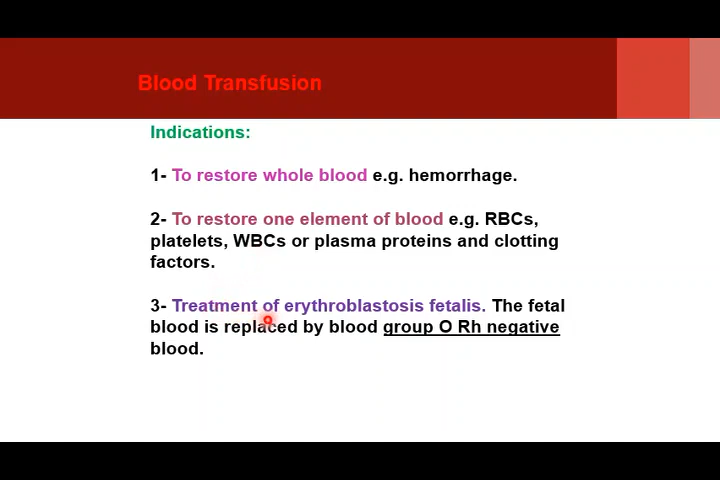 Blood Transfusion
Indications:
1- To restore whole blood e.g. hemorrhage.
2- To restore one element of blood e.g. RBCs,
platelets, WBCs or plasma proteins and clotting
factors.
3- Treatment of erythroblastosis fetalis. The fetal
blood is replaced by blood group O Rh negative
blood.